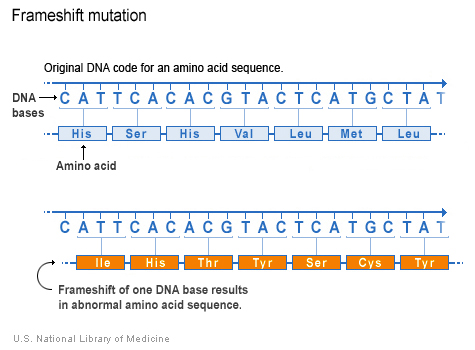 Frameshift mutation
Original DNA code for an amino acid sequence.
DNA bases
C A T T C A C A C G T A C T C A T G C T A T
His Ser His Val Leu Met Leu
Amino acid
C A T T C A C A C G T A C T C A T G C T A T
Ile His Thr Tyr Ser Cys Tyr
Frameshift of one DNA base results
in abnormal amino acid sequence.
U.S. National Library of Medicine